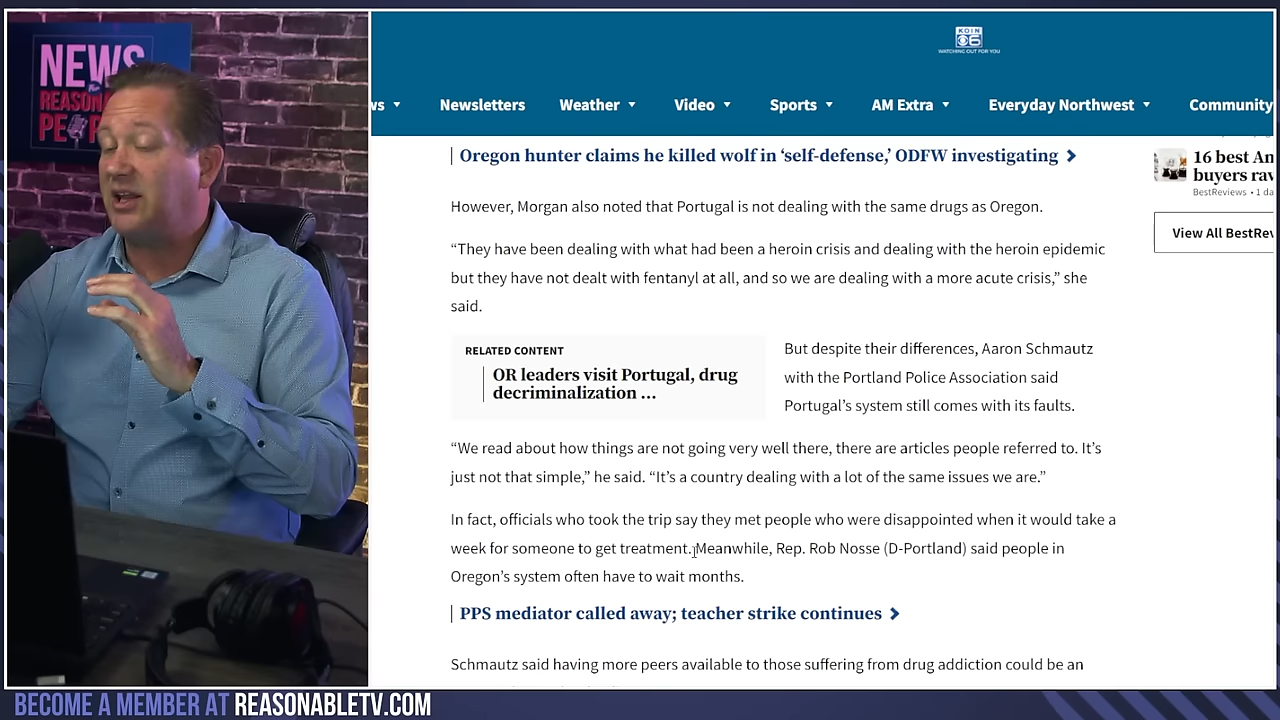 NEWS
REASON
PE
KOIN
6
WATCHING OUT FOR YOU
Newsletters
Weather
Video
Sports
AM Extra
Everyday Northwest
Community
Oregon hunter claims he killed wolf in ‘self-defense,’ ODFW investigating
16 best
buyers
BestReviews • 1
View All
However, Morgan also noted that Portugal is not dealing with the same drugs as Oregon.
“They have been dealing with what had been a heroin crisis and dealing with the heroin epidemic
but they have not dealt with fentanyl at all, and so we are dealing with a more acute crisis,” she
said.
RELATED CONTENT
OR leaders visit Portugal, drug
decriminalization ...
But despite their differences, Aaron Schmautz
with the Portland Police Association said
Portugal’s system still comes with its faults.
“We read about how things are not going very well there, there are articles people referred to. It’s
just not that simple,” he said. “It’s a country dealing with a lot of the same issues we are.”
In fact, officials who took the trip say they met people who were disappointed when it would take a
week for someone to get treatment. Meanwhile, Rep. Rob Nosse (D-Portland) said people in
Oregon’s system often have to wait months.
PPS mediator called away; teacher strike continues
Schmautz said having more peers available to those suffering from drug addiction could be an
BECOME A MEMBER AT REASONABLETV.COM